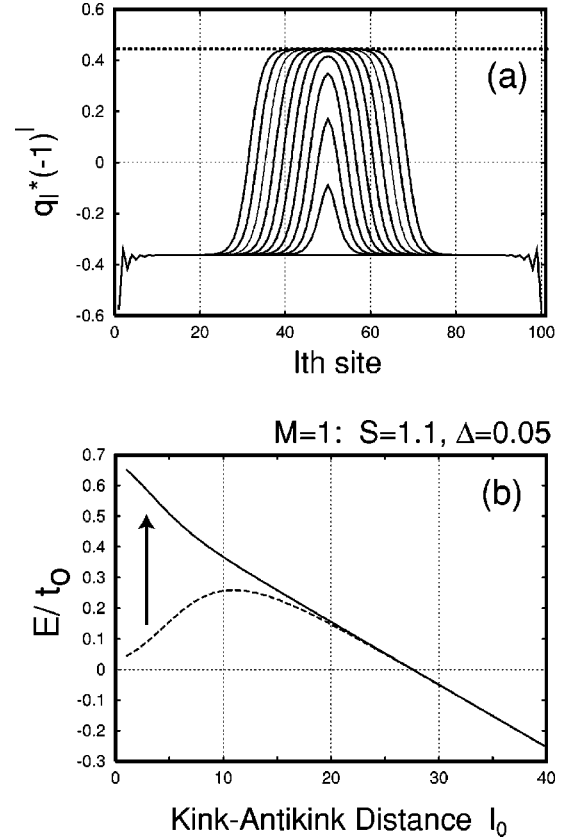 0.6
(a)
0.4
0.2
0
-0.2
-0.4
-0.6
q_l*(-1)^l
0 20 40 60 80 100
lth site
M=1: S=1.1, Δ=0.05
0.7
(b)
0.6
0.5
0.4
0.3
0.2
0.1
0
-0.1
-0.2
-0.3
E/t_0
0 10 20 30 40
Kink-Antikink Distance l_0